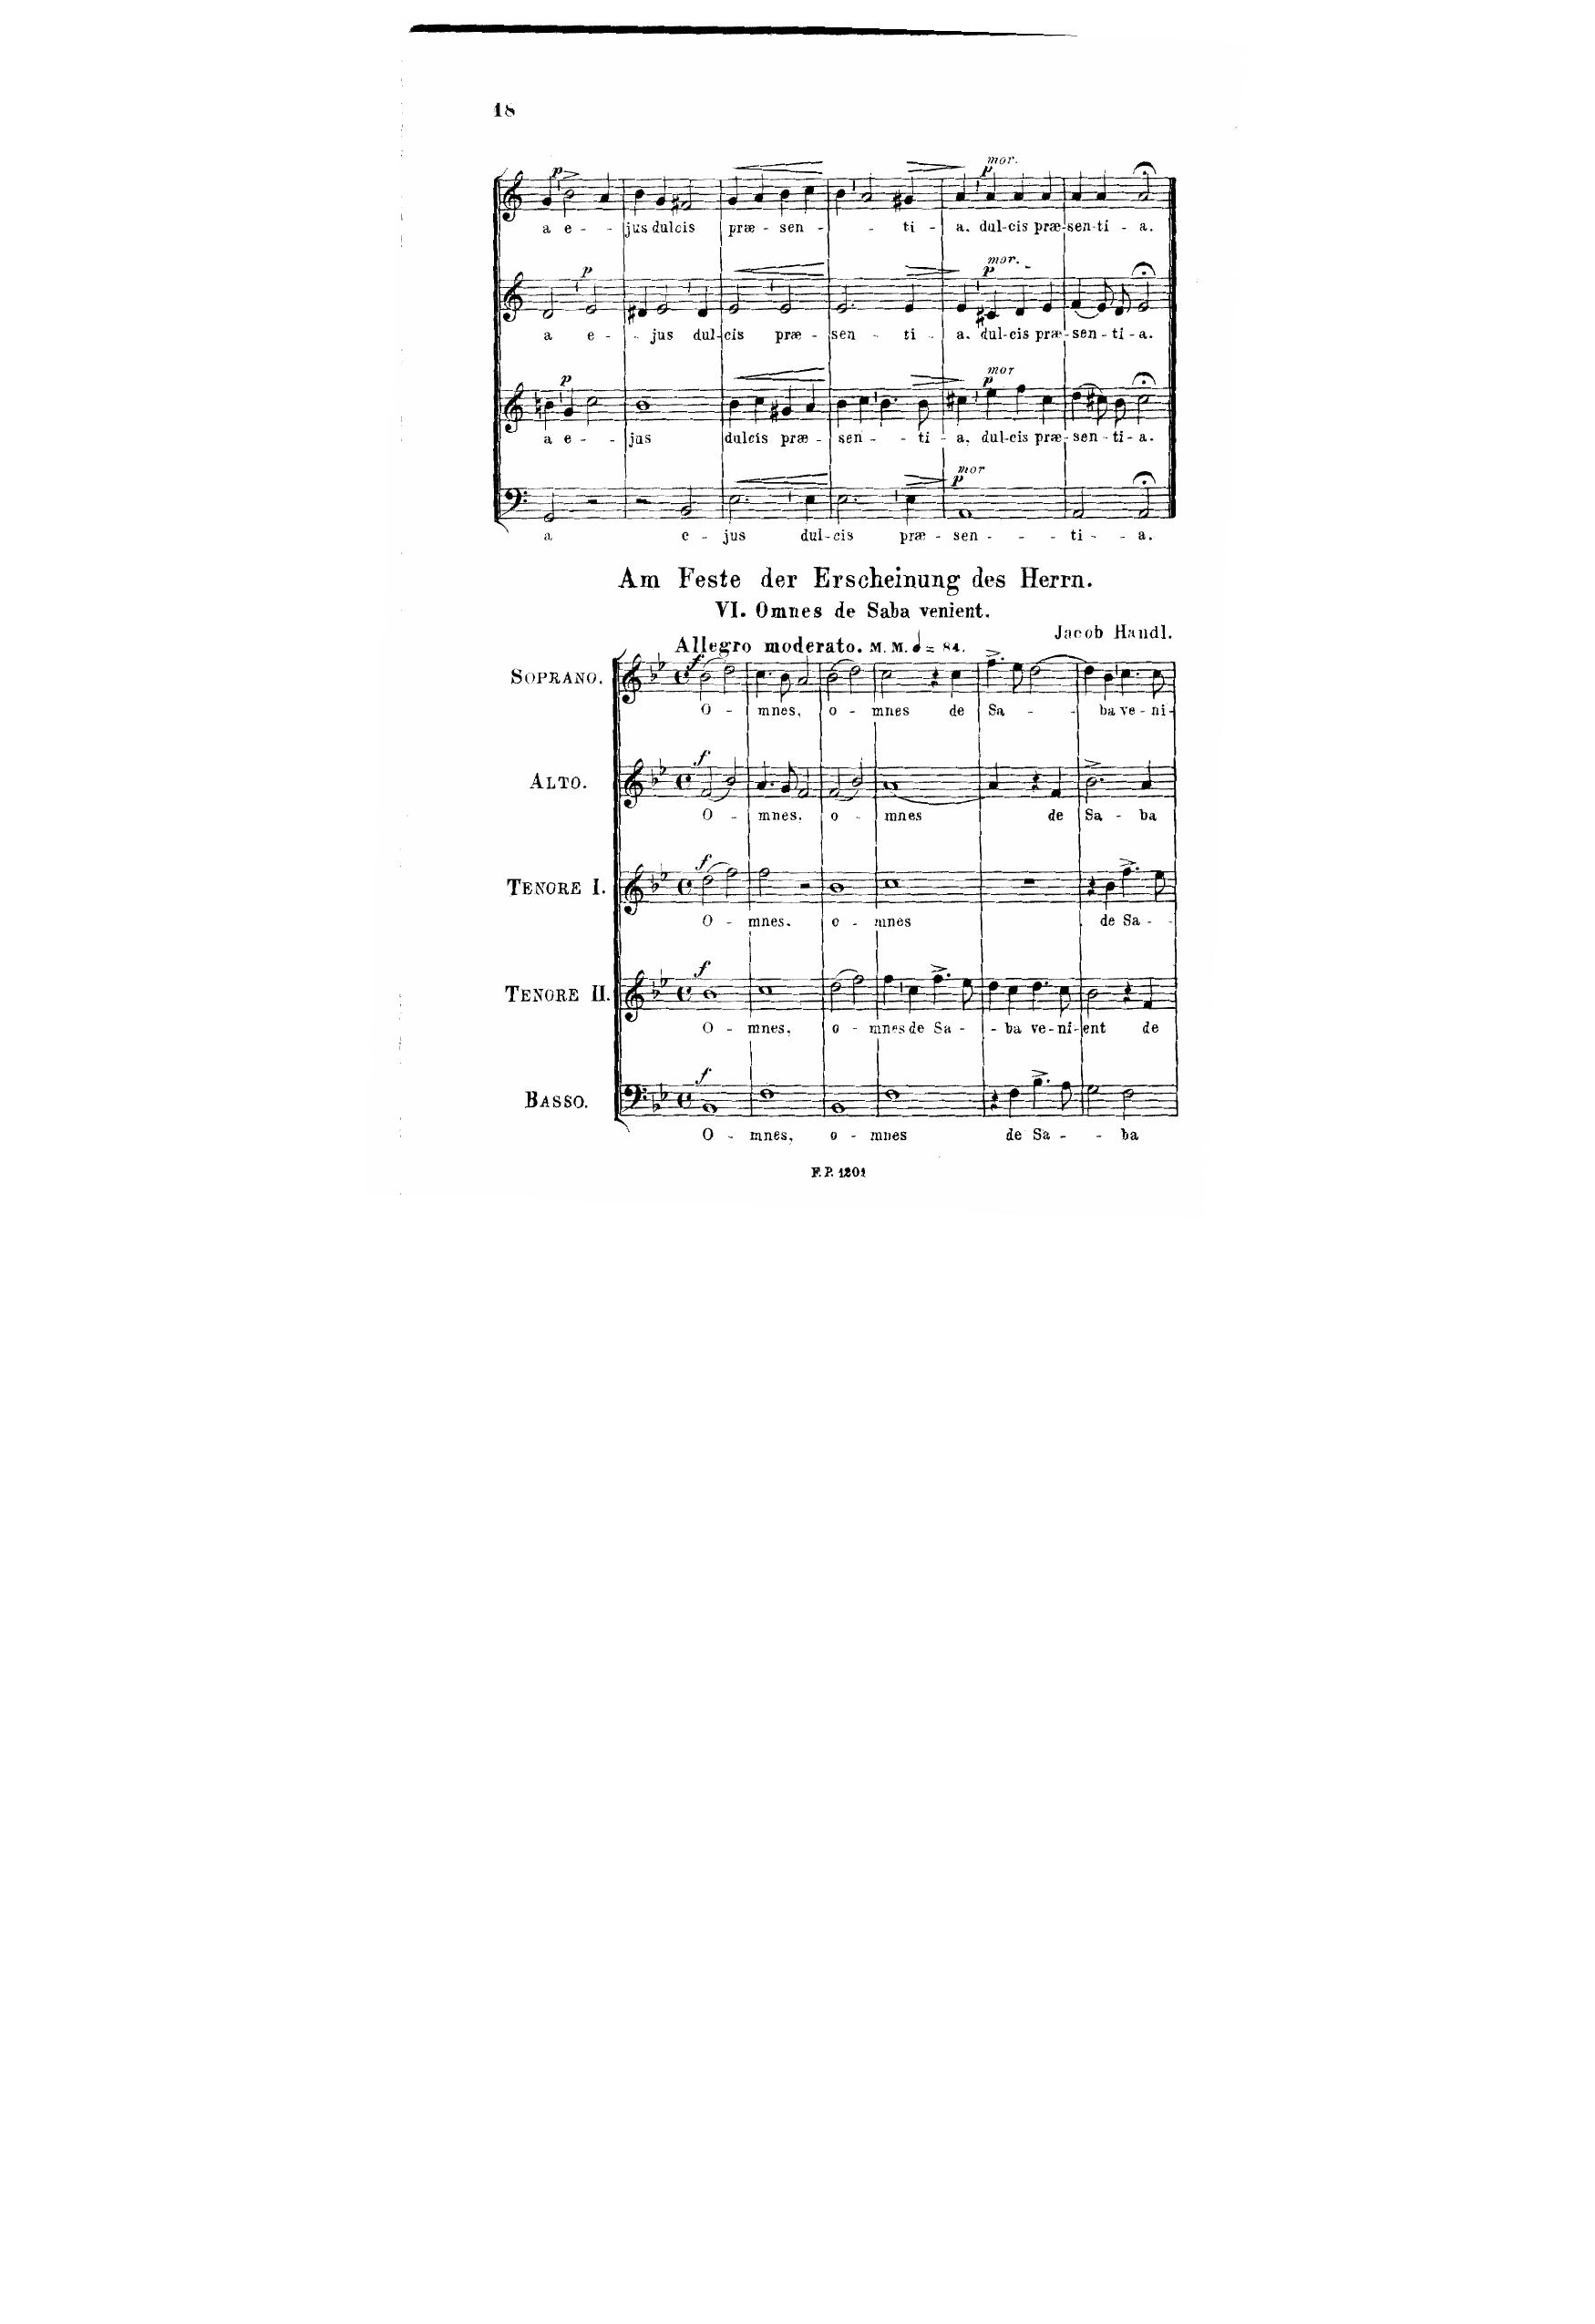 18
p
mor.
p
a e - - jus dulcis præ - sen - - ti - a. dul-cis præ-sen-ti - a.
p
mor.
p
a e - - jus dul-cis præ - sen - ti - a. dul-cis præ-sen-ti-a.
p
mor
p
a e - - jus dulcis præ - sen - - ti - a. dul-cis præ-sen-ti-a.
mor
p
a e - jus dul-cis præ - sen - - - ti - - a.
Am Feste der Erscheinung des Herrn.
VI. Omnes de Saba venient.
Jacob Handl.
Allegro moderato. M. M. = 84.
f
SOPRANO.
O - mnes, o - mnes de Sa - - ba ve - ni-
f
ALTO.
O - mnes, o - mnes de Sa - ba
f
TENORE I.
O - mnes. o - mnes de Sa -
f
TENORE II.
O - mnes, o - mnes de Sa - - ba ve-ni-ent de
f
BASSO.
O - mnes, o - mnes de Sa - - ba
F. P. 1201